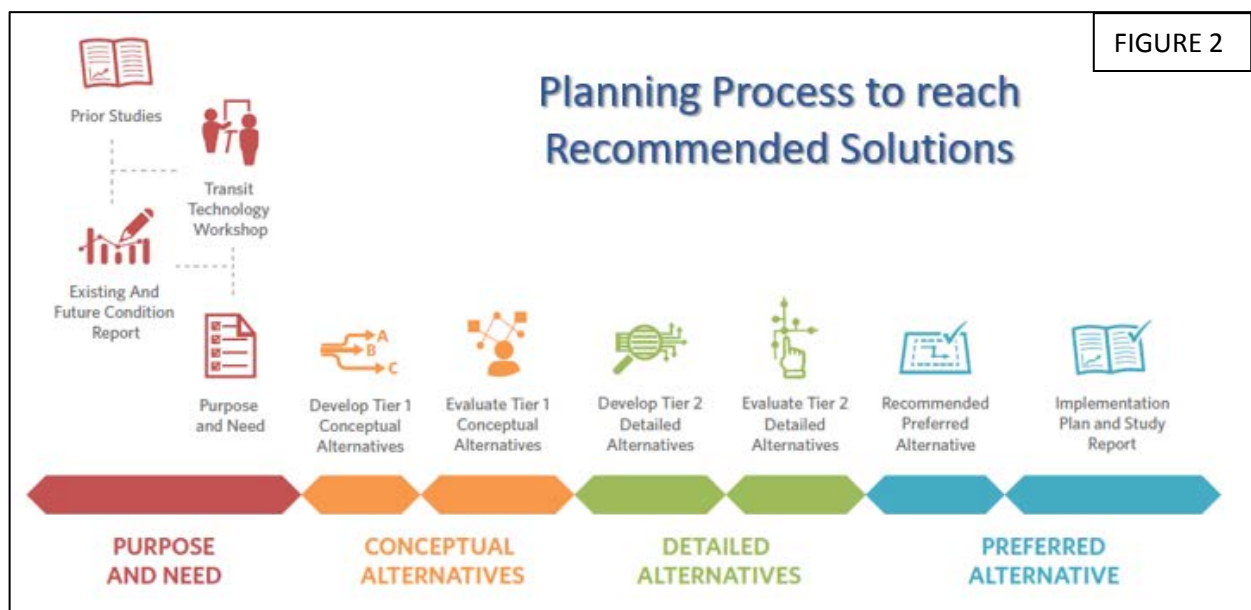 FIGURE 2
Planning Process to reach
Recommended Solutions
Prior Studies
Transit
Technology
Workshop
Existing And
Future Condition
Report
Purpose
and Need
A
B
C
Develop Tier 1
Conceptual
Alternatives
Evaluate Tier 1
Conceptual
Alternatives
Develop Tier 2
Detailed
Alternatives
Evaluate Tier 2
Detailed
Alternatives
Recommended
Preferred
Alternative
Implementation
Plan and Study
Report
PURPOSE
AND NEED
CONCEPTUAL
ALTERNATIVES
DETAILED
ALTERNATIVES
PREFERRED
ALTERNATIVE